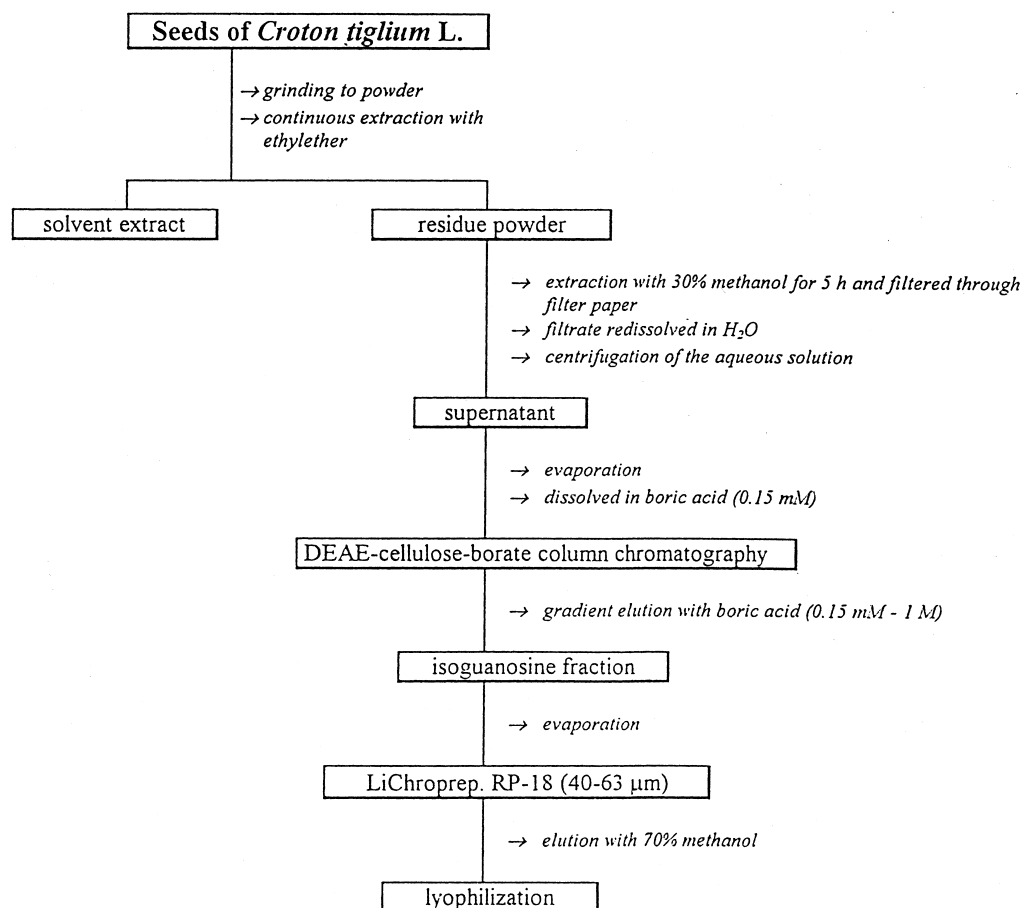 Seeds of Croton tiglium L.
→ grinding to powder
→ continuous extraction with
ethylether
solvent extract
residue powder
→ extraction with 30% methanol for 5 h and filtered through
filter paper
→ filtrate redissolved in H₂O
→ centrifugation of the aqueous solution
supernatant
→ evaporation
→ dissolved in boric acid (0.15 mM)
DEAE-cellulose-borate column chromatography
→ gradient elution with boric acid (0.15 mM - 1 M)
isoguanosine fraction
→ evaporation
LiChroprep. RP-18 (40-63 μm)
→ elution with 70% methanol
lyophilization